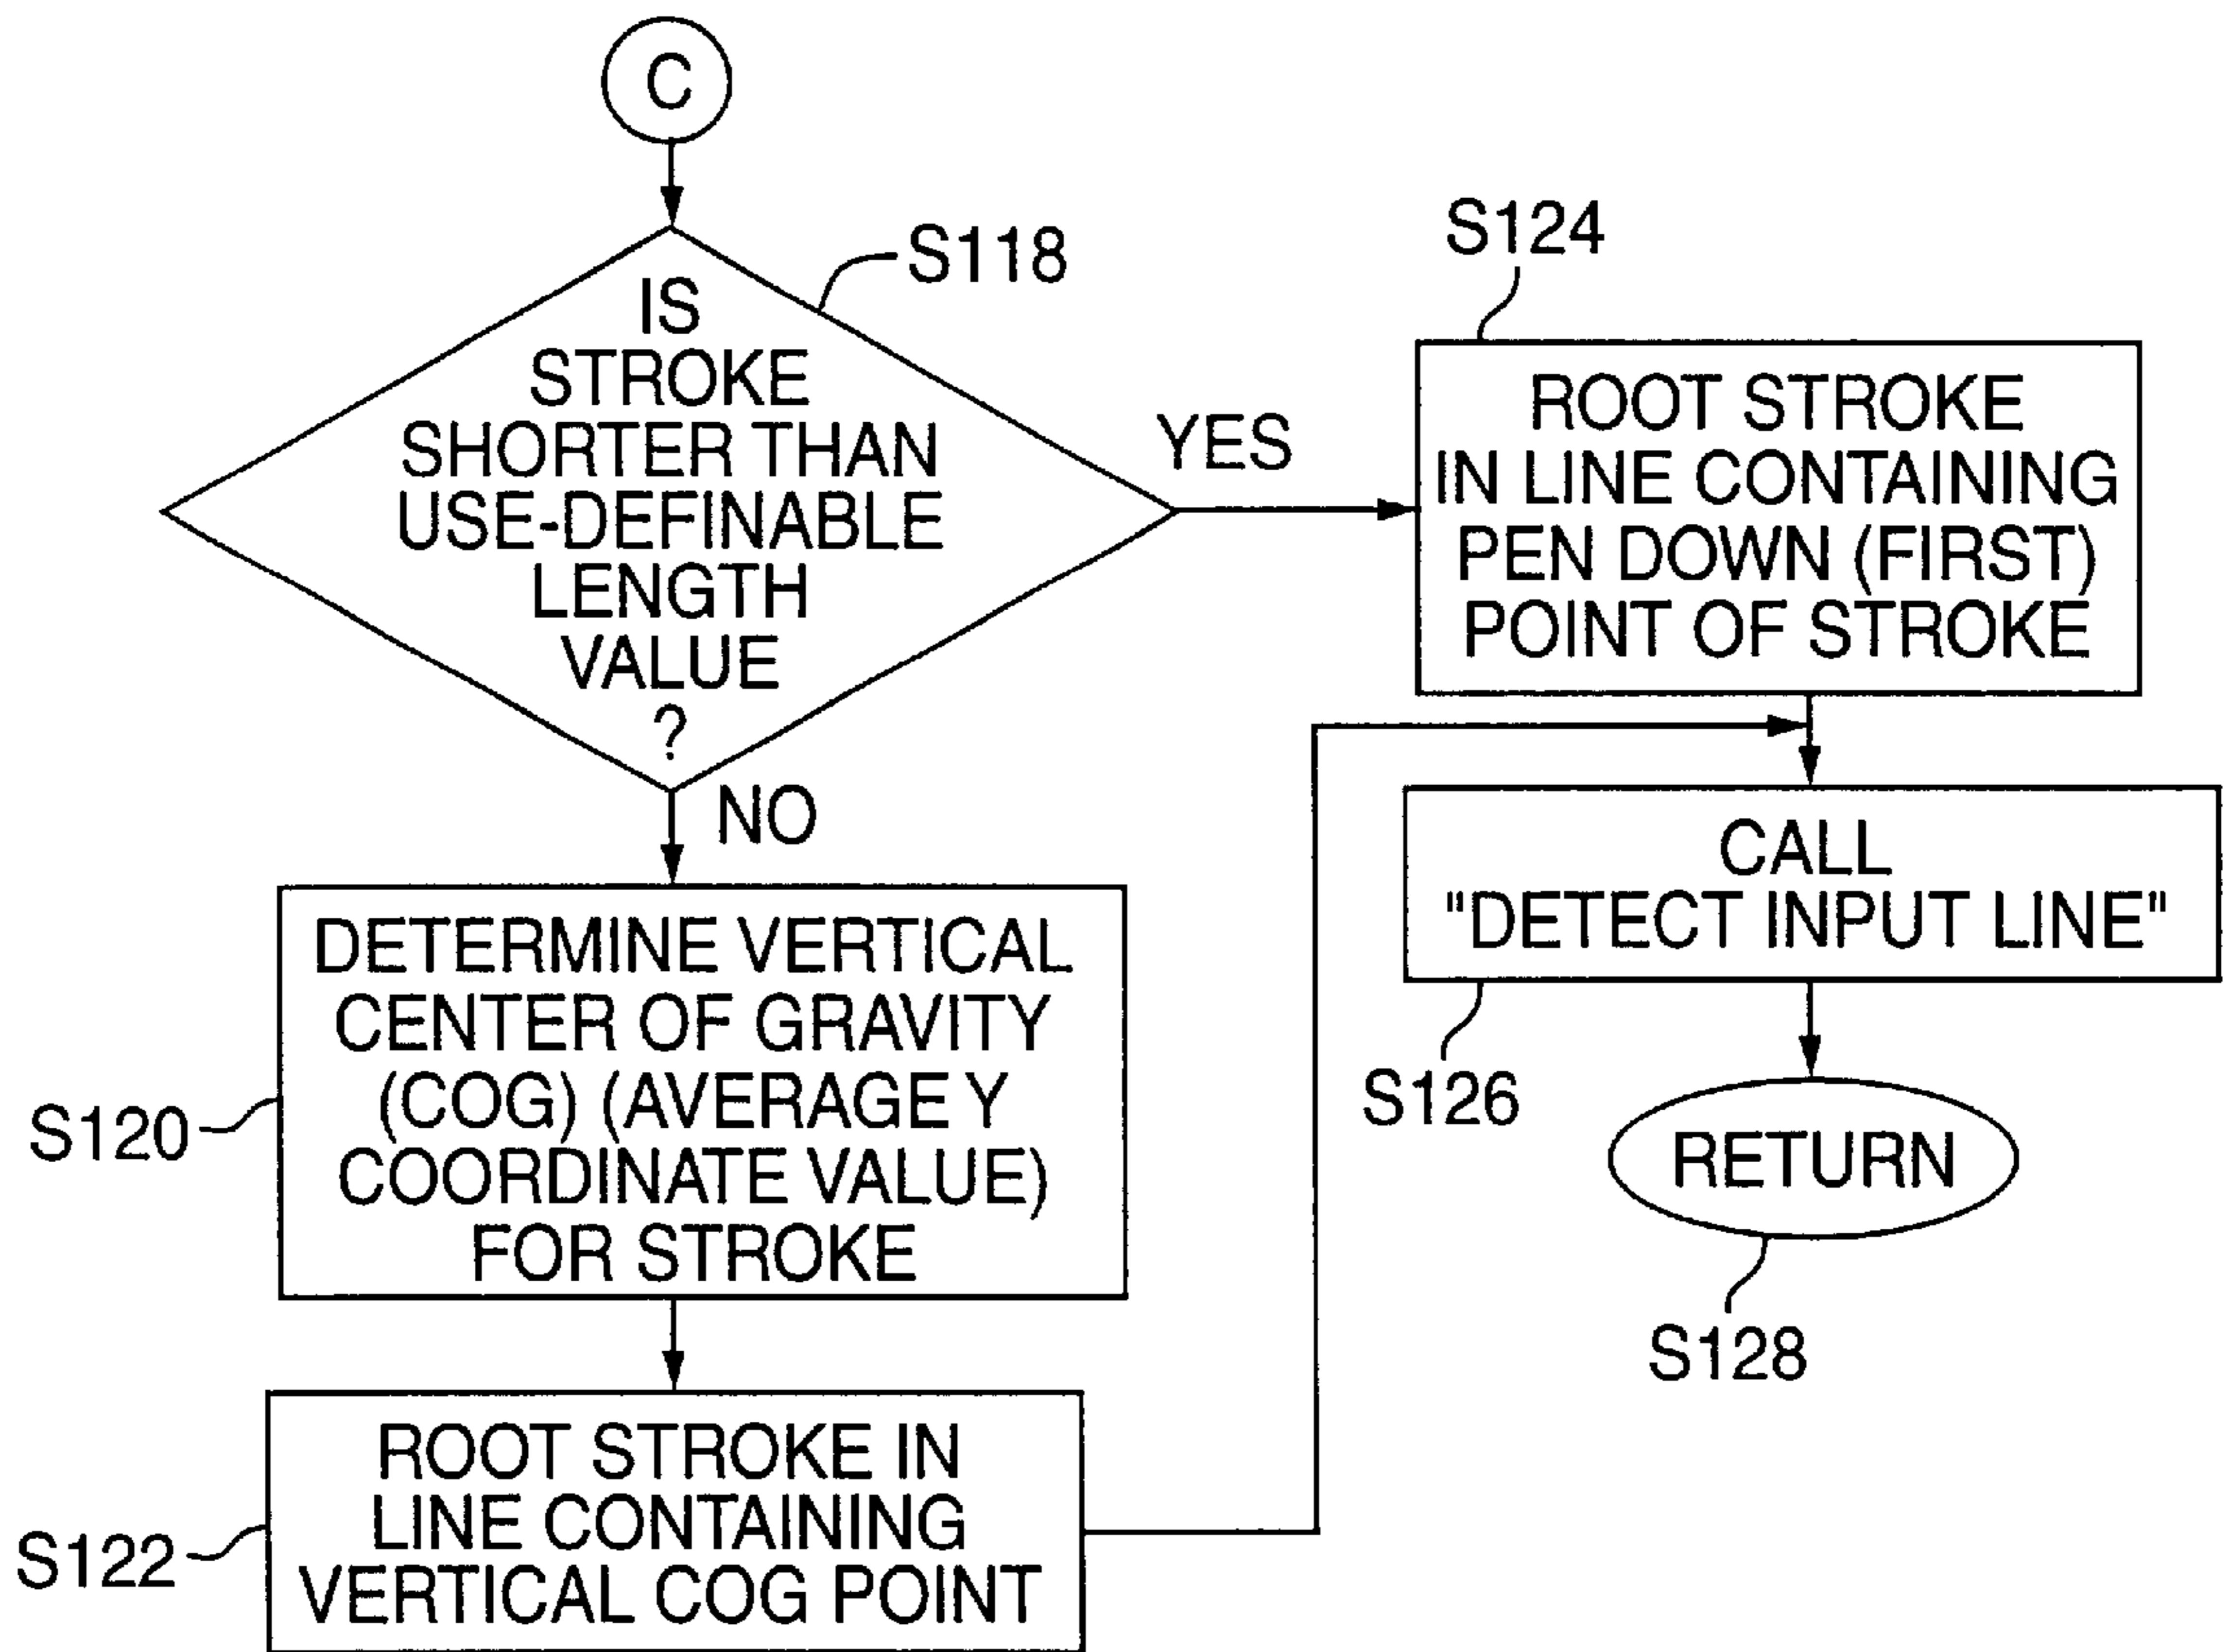 C
S118
IS
STROKE
SHORTER THAN
USE-DEFINABLE
LENGTH
VALUE
?
YES
NO
S124
ROOT STROKE
IN LINE CONTAINING
PEN DOWN (FIRST)
POINT OF STROKE
DETERMINE VERTICAL
CENTER OF GRAVITY
(COG) (AVERAGE Y
COORDINATE VALUE)
FOR STROKE
S120
ROOT STROKE IN
LINE CONTAINING
VERTICAL COG POINT
S122
CALL
"DETECT INPUT LINE"
S126
RETURN
S128